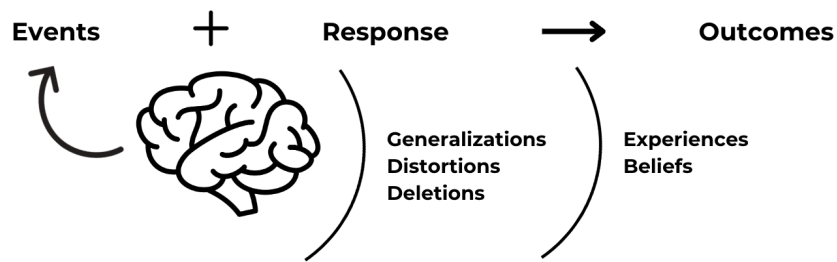 Events + Response → Outcomes
Generalizations
Distortions
Deletions
Experiences
Beliefs